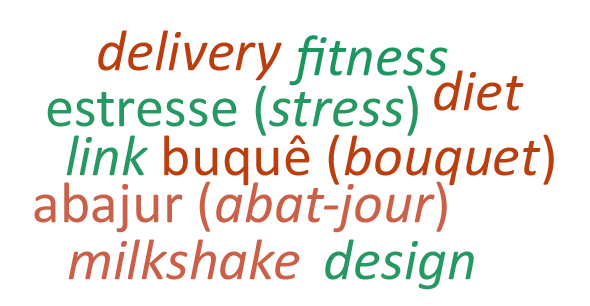 delivery fitness
estresse (stress) diet
link buquê (bouquet)
abajur (abat-jour)
milkshake design